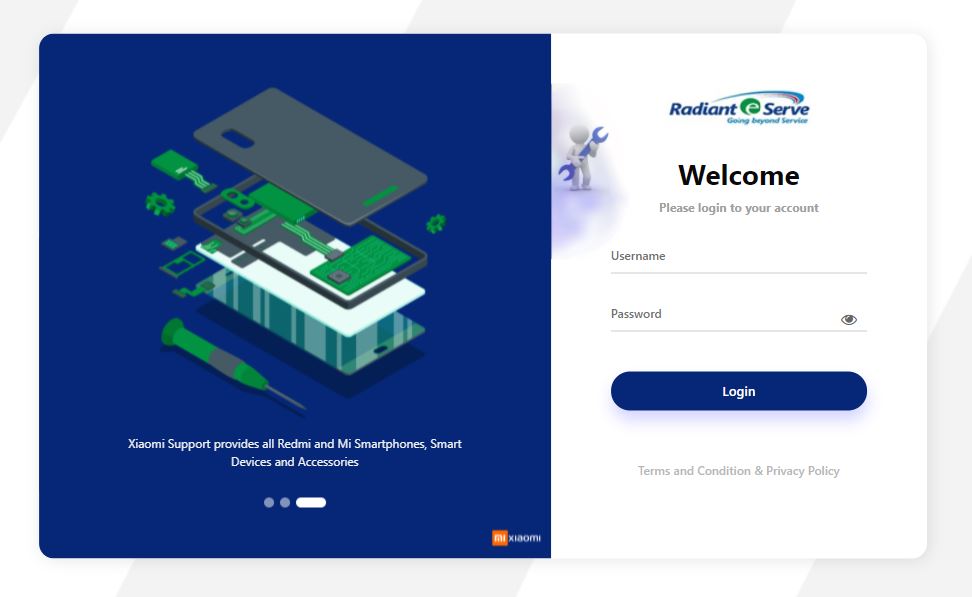 Xiaomi Support provides all Redmi and Mi Smartphones, Smart
Devices and Accessories
mi xiaomi
Radiant e Serve
Going beyond Service
Welcome
Please login to your account
Username
Password
Login
Terms and Condition & Privacy Policy